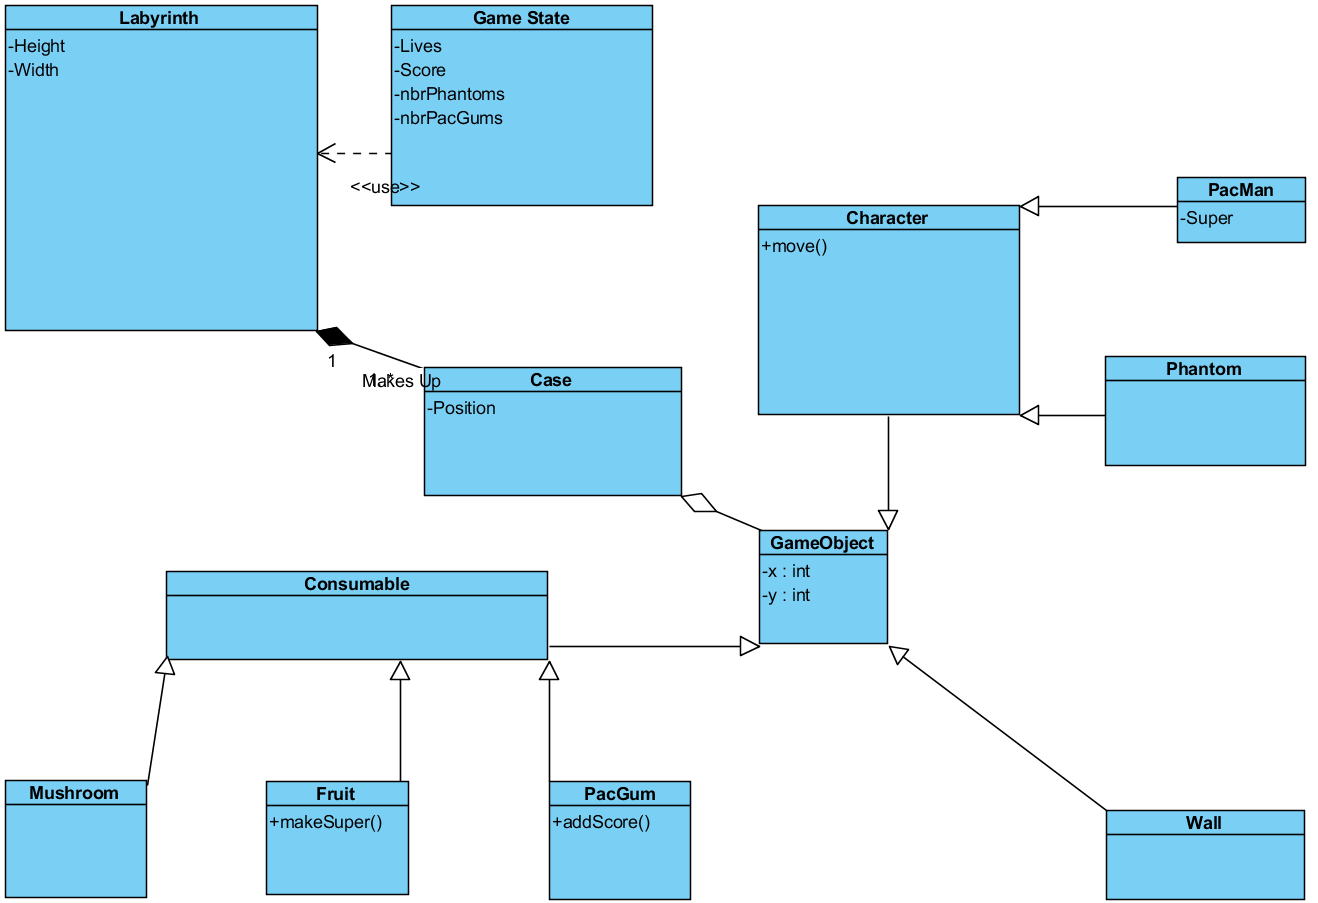 Labyrinth
-Height
-Width
Game State
-Lives
-Score
-nbrPhantoms
-nbrPacGums
<<use>>
PacMan
-Super
Character
+move()
Phantom
1
Makes Up
Case
-Position
GameObject
-x : int
-y : int
Consumable
Mushroom
Fruit
+makeSuper()
PacGum
+addScore()
Wall